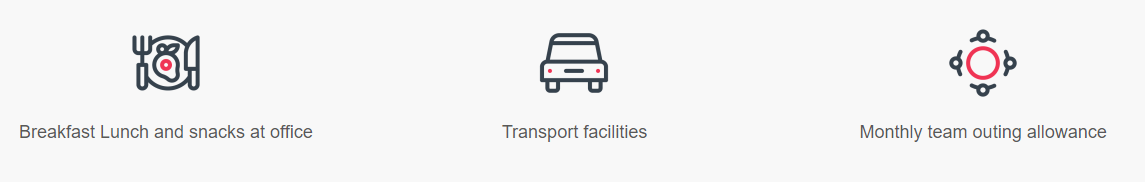 Breakfast Lunch and snacks at office
Transport facilities
Monthly team outing allowance